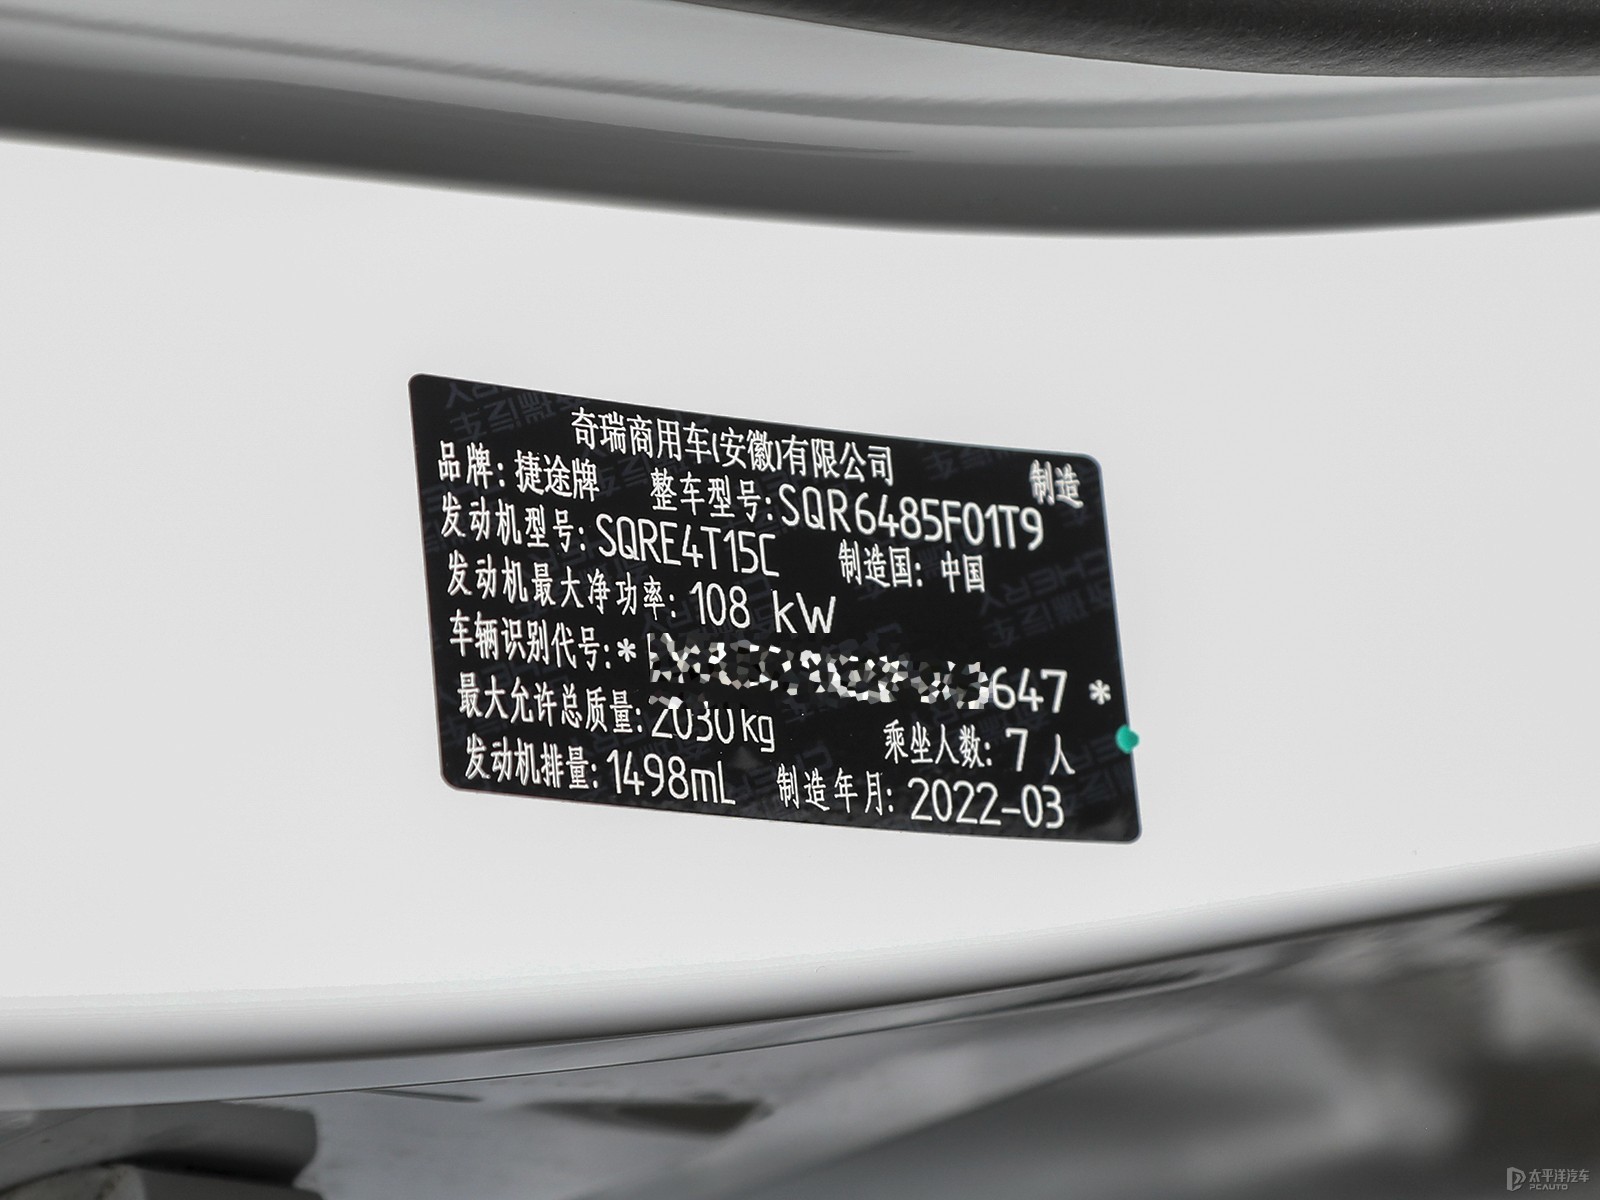 奇瑞商用车(安徽)有限公司 制造
品牌:捷途牌 整车型号:SQR6485F01T9
发动机型号:SQRE4T15C 制造国:中国
发动机最大净功率:108 kW
车辆识别代号:* 647 *
最大允许总质量:2030kg 乘坐人数:7 人
发动机排量:1498mL 制造年月:2022-03
太平洋汽车
PCAUTO